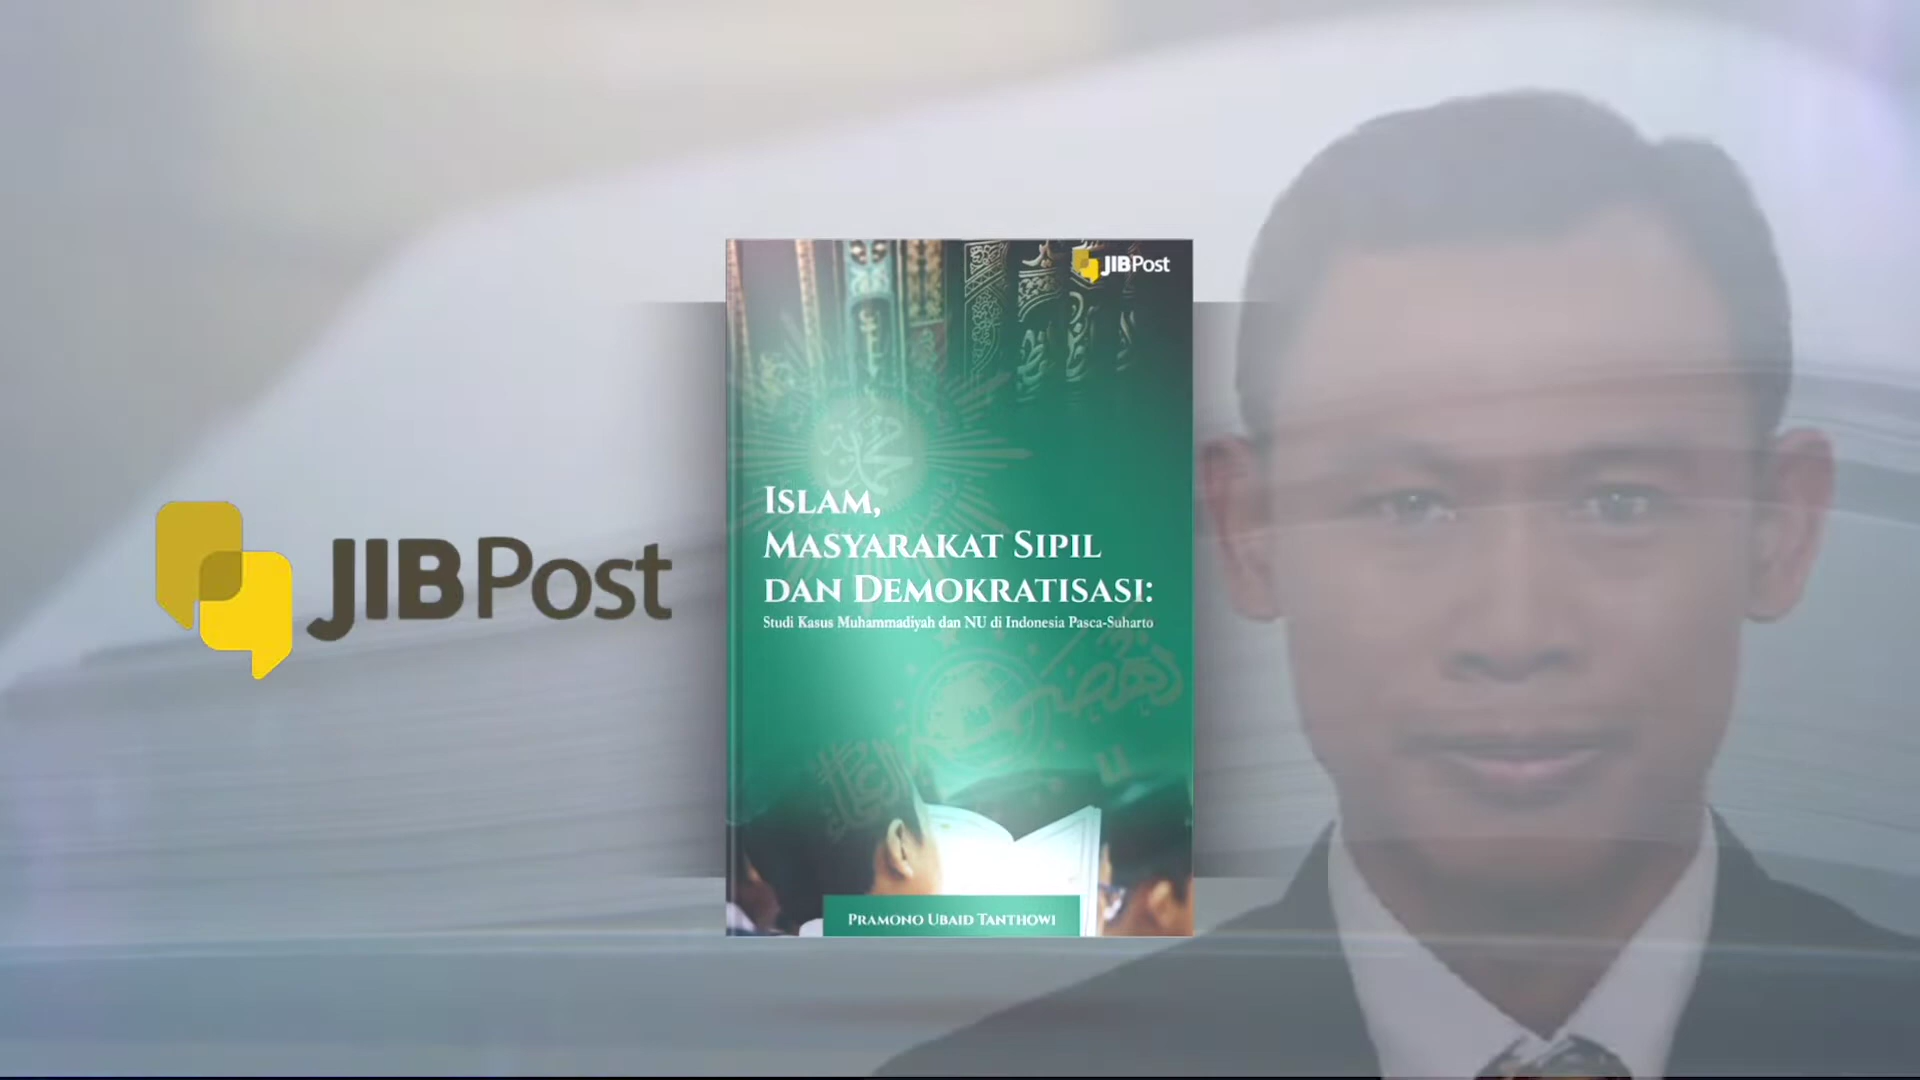 JIBPost
JIBPost
Islam,
Masyarakat Sipil
dan Demokratisasi:
Studi Kasus Muhammadiyah dan NU di Indonesia Pasca-Suharto
Pramono Ubaid Tanthowi